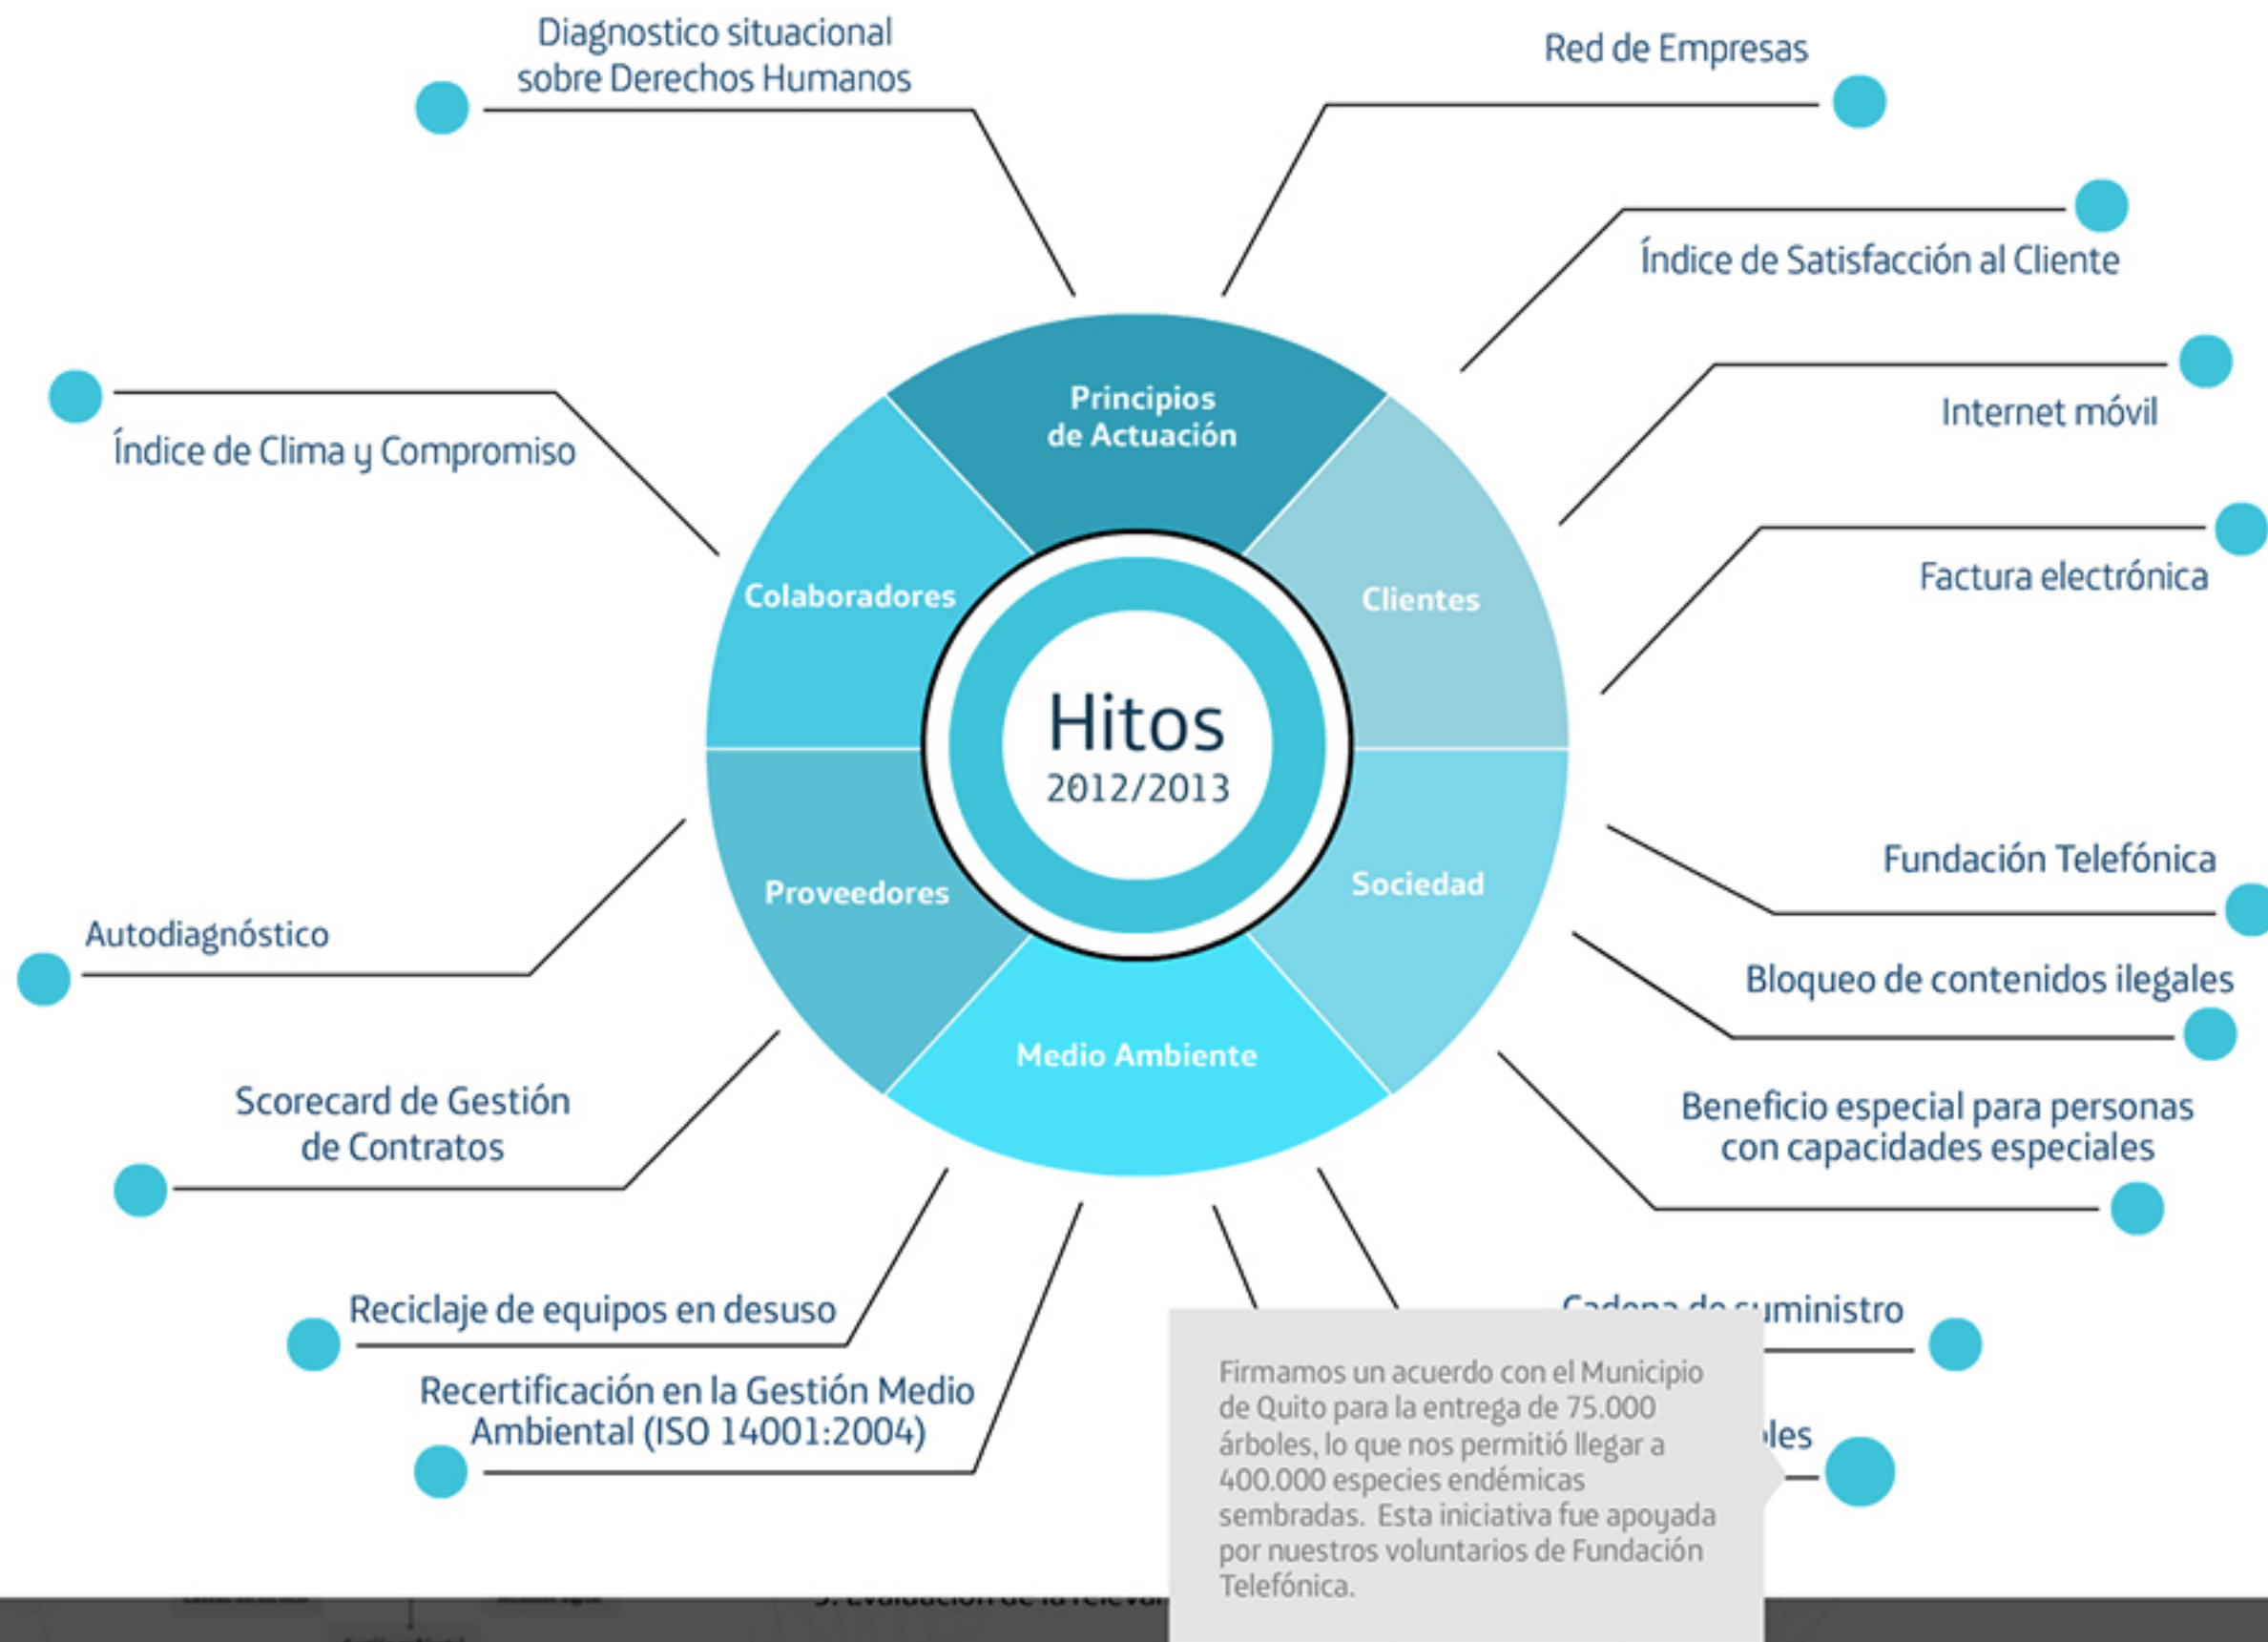 Diagnostico situacional
sobre Derechos Humanos
Red de Empresas
Índice de Satisfacción al Cliente
Internet móvil
Factura electrónica
Índice de Clima y Compromiso
Principios
de Actuación
Colaboradores
Clientes
Hitos
2012/2013
Proveedores
Sociedad
Medio Ambiente
Fundación Telefónica
Bloqueo de contenidos ilegales
Beneficio especial para personas
con capacidades especiales
Autodiagnóstico
Scorecard de Gestión
de Contratos
Reciclaje de equipos en desuso
Recertificación en la Gestión Medio
Ambiental (ISO 14001:2004)
Cadena de suministro
Firmamos un acuerdo con el Municipio
de Quito para la entrega de 75.000
árboles, lo que nos permitió llegar a
400.000 especies endémicas
sembradas. Esta iniciativa fue apoyada
por nuestros voluntarios de Fundación
Telefónica.